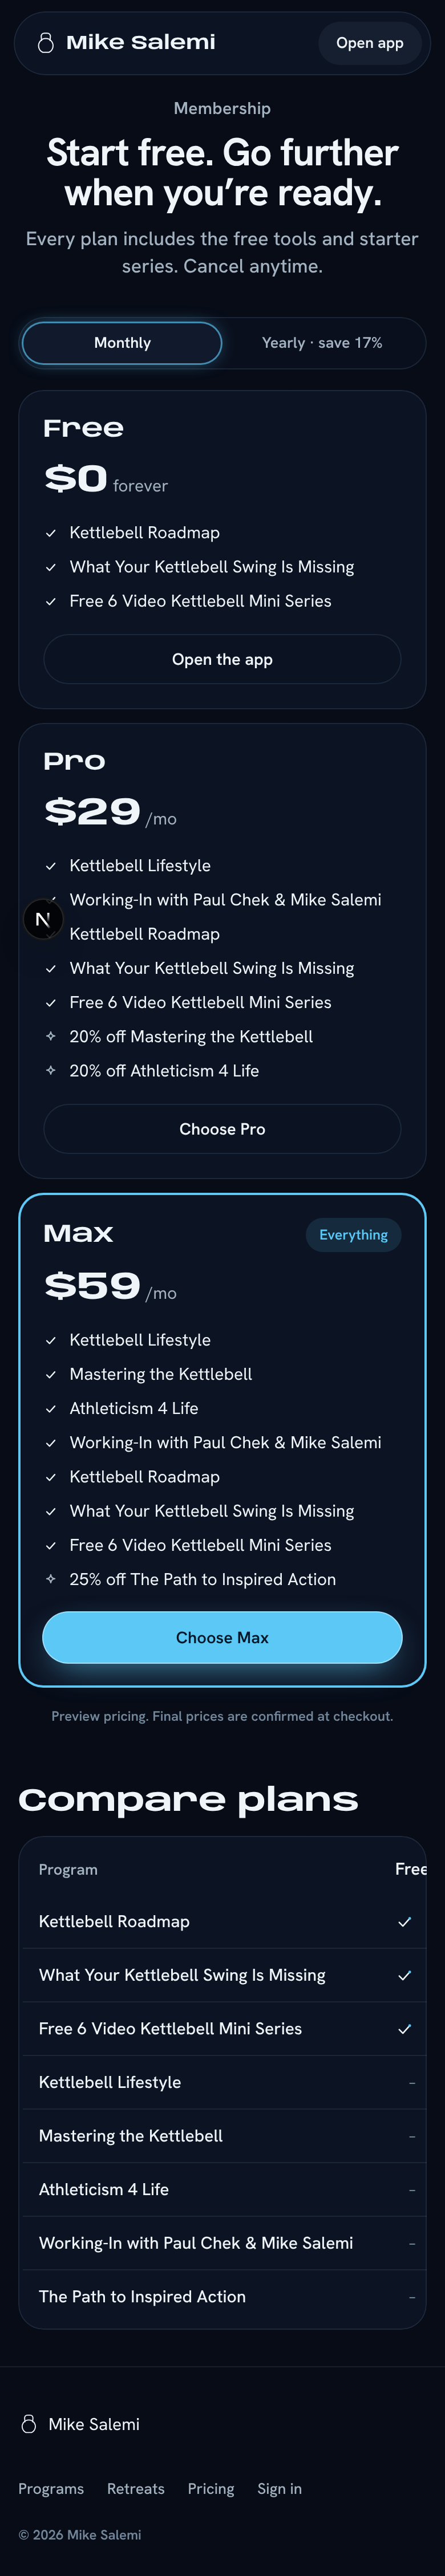 Mike Salemi
Open app
Membership
Start free. Go further
when you’re ready.
Every plan includes the free tools and starter
series. Cancel anytime.
Monthly
Yearly · save 17%
Free
$0 forever
Kettlebell Roadmap
What Your Kettlebell Swing Is Missing
Free 6 Video Kettlebell Mini Series
Open the app
Pro
$29 /mo
Kettlebell Lifestyle
Working-In with Paul Chek & Mike Salemi
N
Kettlebell Roadmap
What Your Kettlebell Swing Is Missing
Free 6 Video Kettlebell Mini Series
20% off Mastering the Kettlebell
20% off Athleticism 4 Life
Choose Pro
Max
Everything
$59 /mo
Kettlebell Lifestyle
Mastering the Kettlebell
Athleticism 4 Life
Working-In with Paul Chek & Mike Salemi
Kettlebell Roadmap
What Your Kettlebell Swing Is Missing
Free 6 Video Kettlebell Mini Series
25% off The Path to Inspired Action
Choose Max
Preview pricing. Final prices are confirmed at checkout.
Compare plans
Program
Free
Kettlebell Roadmap
What Your Kettlebell Swing Is Missing
Free 6 Video Kettlebell Mini Series
Kettlebell Lifestyle –
Mastering the Kettlebell –
Athleticism 4 Life –
Working-In with Paul Chek & Mike Salemi –
The Path to Inspired Action –
Mike Salemi
Programs Retreats Pricing Sign in
© 2026 Mike Salemi